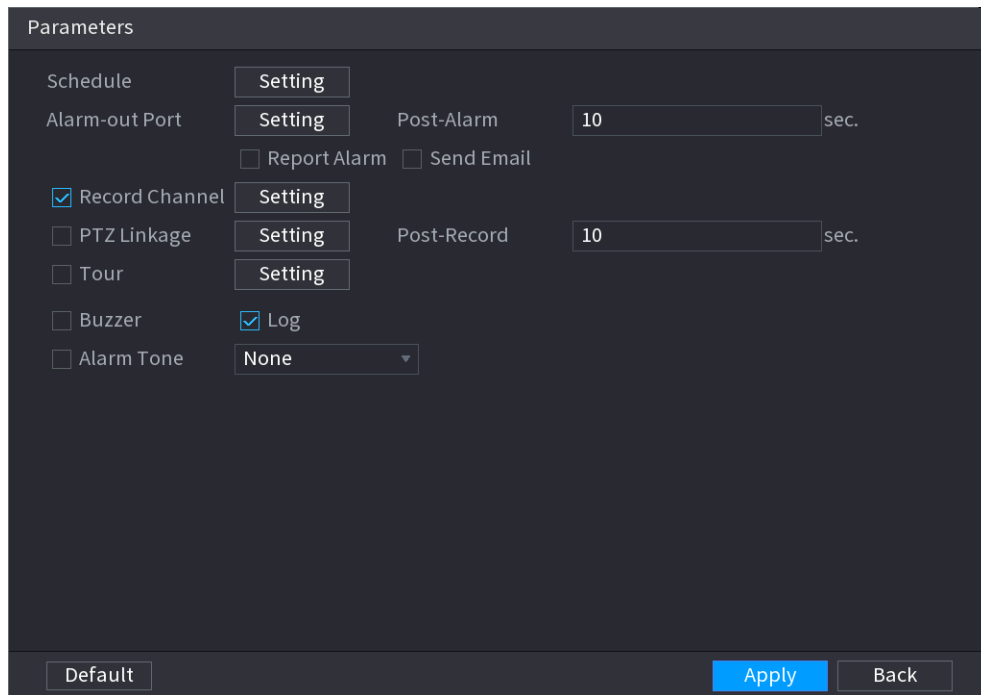 Parameters
Schedule Setting
Alarm-out Port Setting Post-Alarm 10 sec.
Report Alarm Send Email
Record Channel Setting
PTZ Linkage Setting Post-Record 10 sec.
Tour Setting
Buzzer Log
Alarm Tone None
Default Apply Back